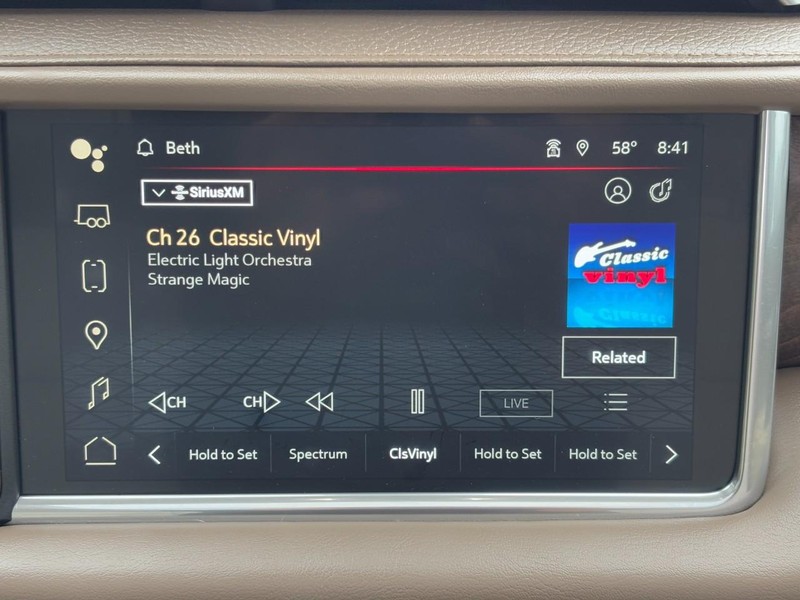 Beth
58° 8:41
SiriusXM
Ch 26 Classic Vinyl
Electric Light Orchestra
Strange Magic
Classic
vinyl
Classic
Related
CH
CH
LIVE
Hold to Set
Spectrum
ClsVinyl
Hold to Set
Hold to Set